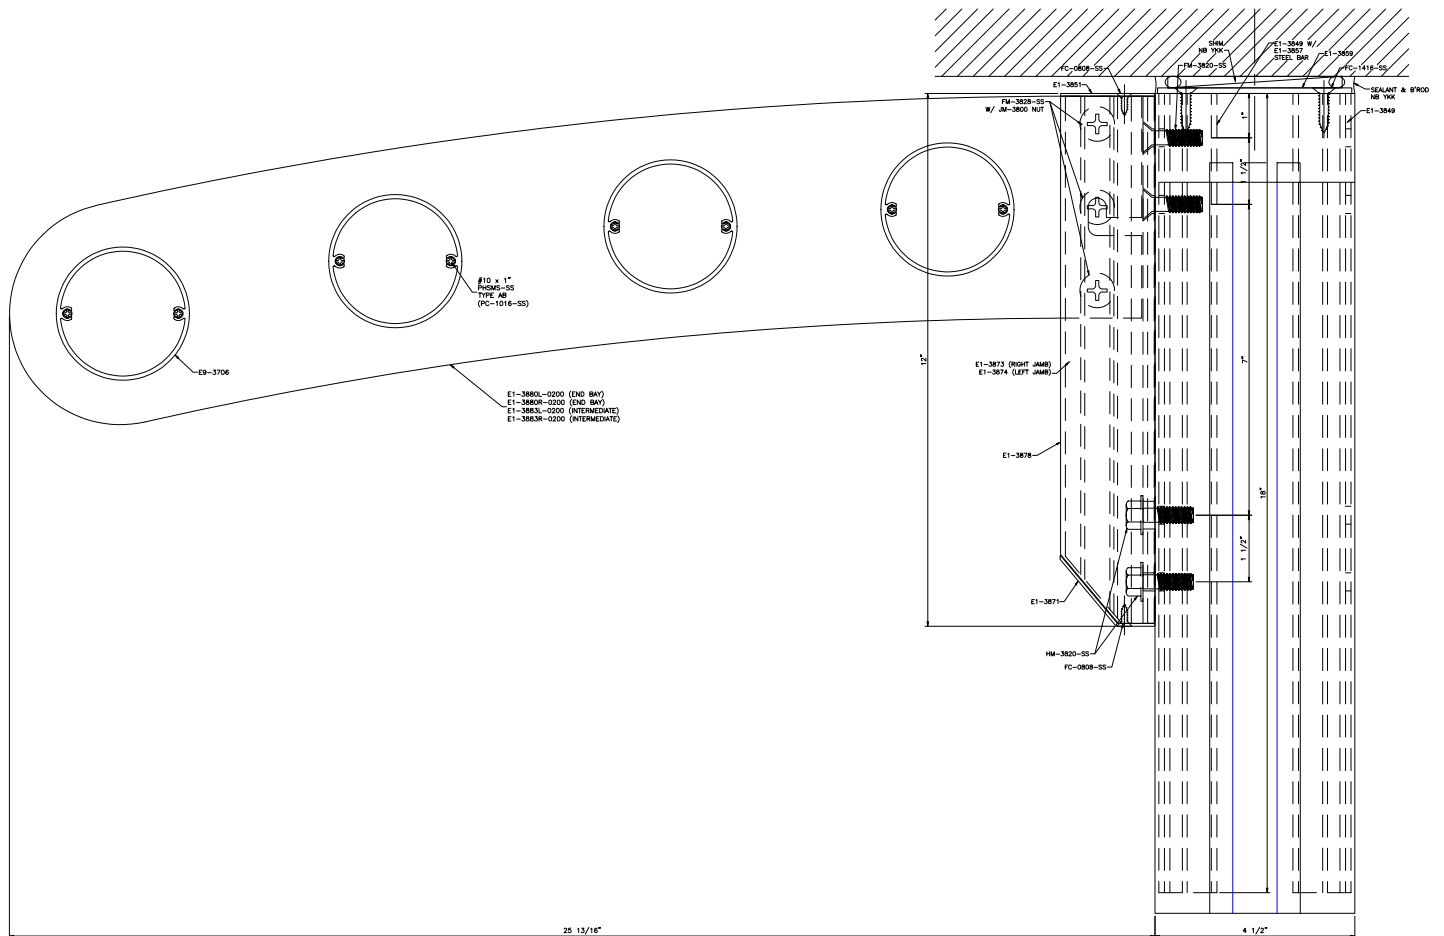 SHIM
NB YKK
E1-3849 W/
E1-3857
STEEL BAR
E1-3859
FM-3820-SS
FC-1416-SS
FC-0808-SS
E1-3851
SEALANT & B'ROD
NB YKK
FM-3828-SS
W/ JM-3800 NUT
E1-3849
1"
1 1/2"
#10 x 1"
PHSMS-SS
TYPE AB
(PC-1016-SS)
E9-3706
12"
7"
E1-3873 (RIGHT JAMB)
E1-3874 (LEFT JAMB)
E1-3880L-0200 (END BAY)
E1-3880R-0200 (END BAY)
E1-3883L-0200 (INTERMEDIATE)
E1-3883R-0200 (INTERMEDIATE)
E1-3878
18"
1 1/2"
E1-3871
HM-3820-SS
FC-0808-SS
25 13/16"
4 1/2"